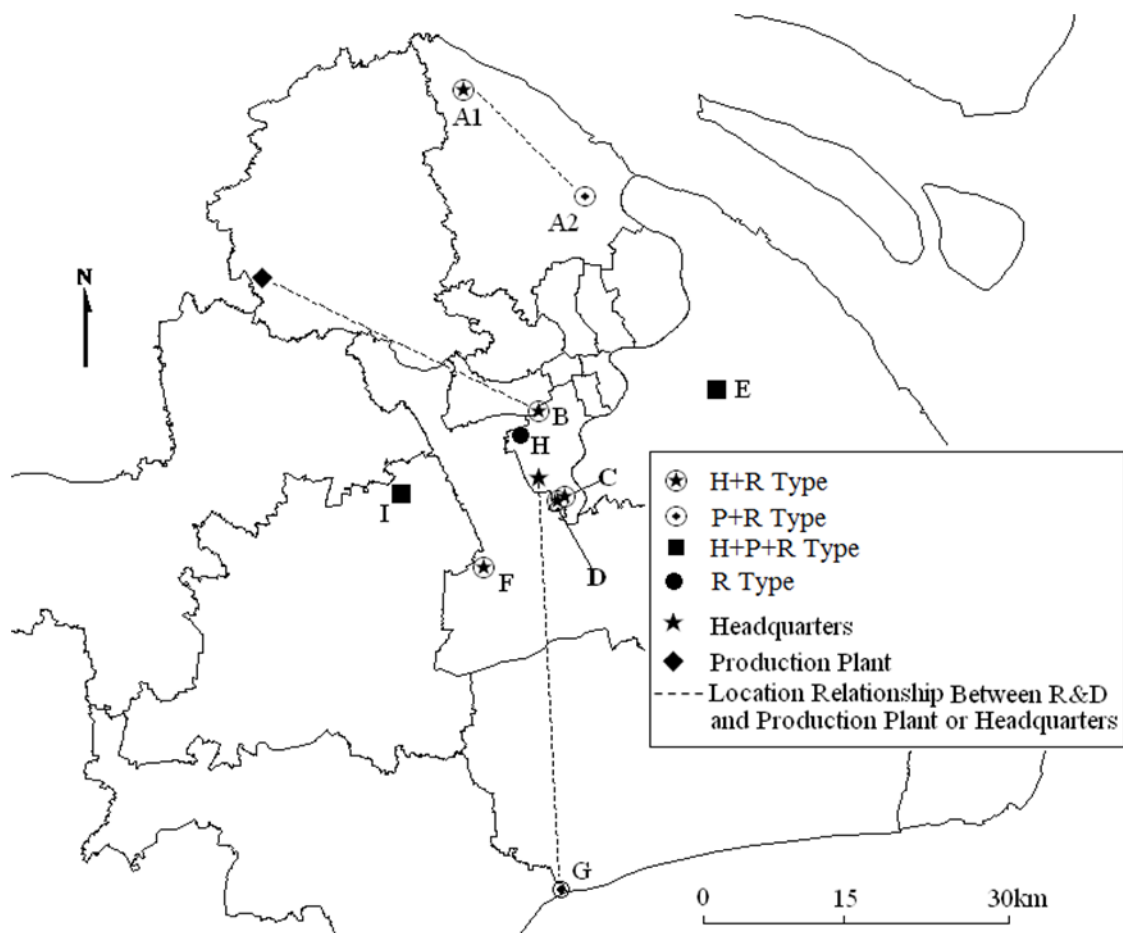 A1
A2
N
B
E
H
C
I
D
F
G
H+R Type
P+R Type
H+P+R Type
R Type
Headquarters
Production Plant
Location Relationship Between R&D
and Production Plant or Headquarters
0 15 30km